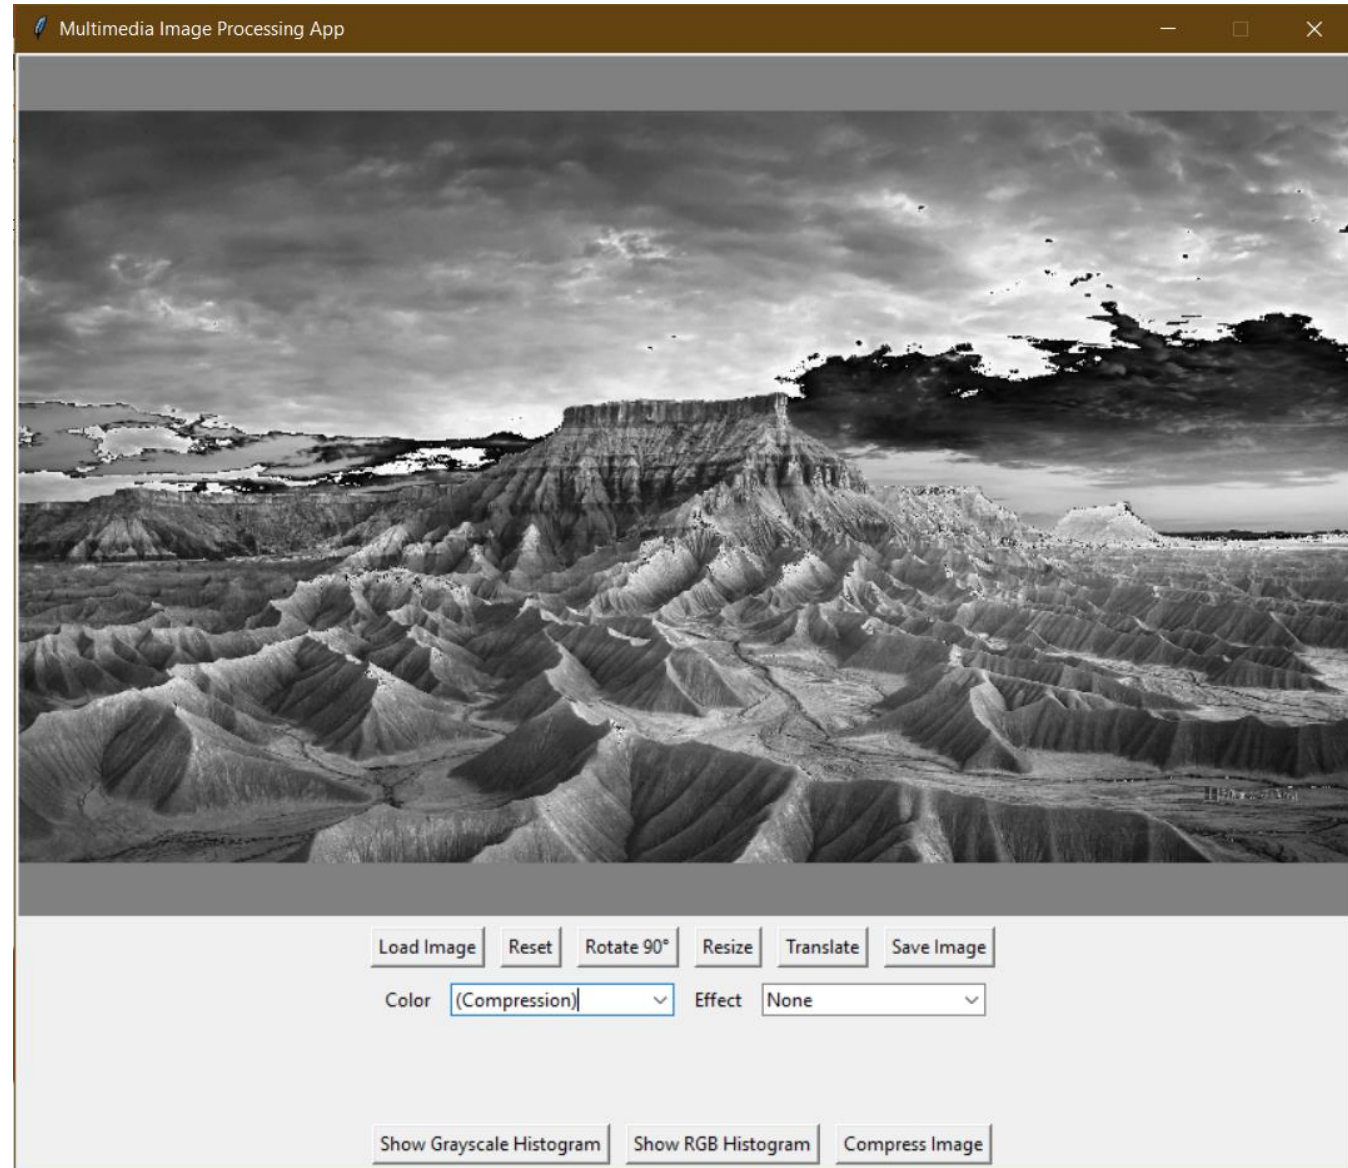 Multimedia Image Processing App
Load Image Reset Rotate 90° Resize Translate Save Image
Color (Compression) Effect None
Show Grayscale Histogram Show RGB Histogram Compress Image